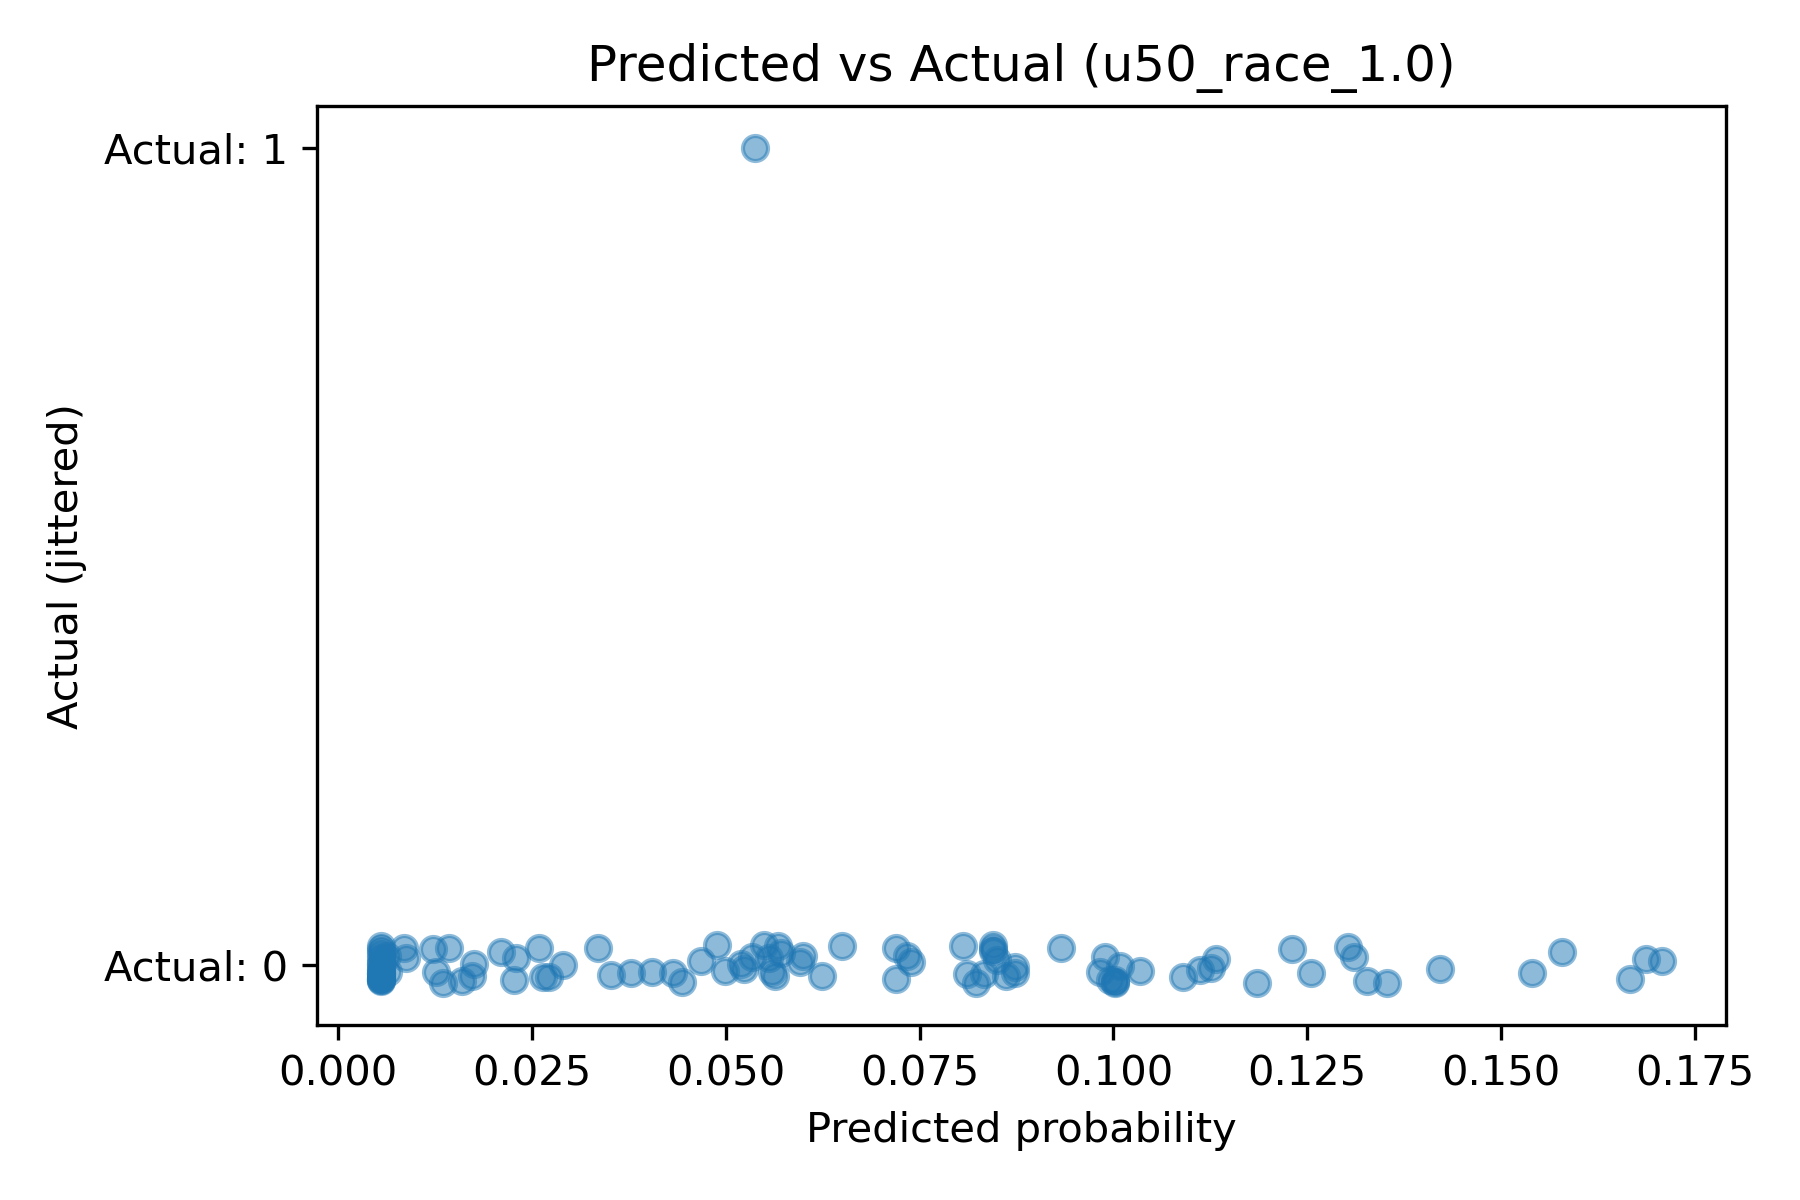 Predicted vs Actual (u50_race_1.0)
Actual: 1
Actual (jittered)
Actual: 0
0.000 0.025 0.050 0.075 0.100 0.125 0.150 0.175
Predicted probability